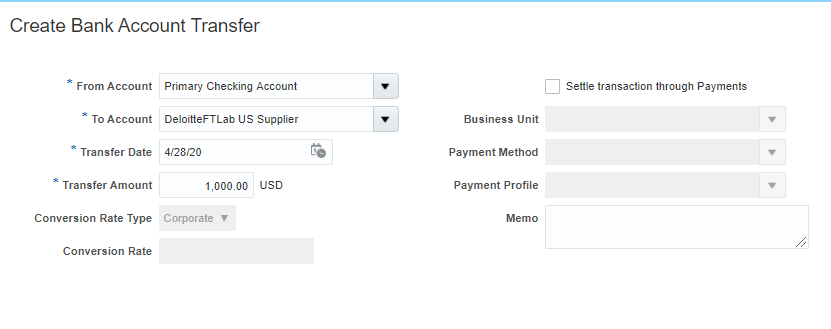 Create Bank Account Transfer
* From Account Primary Checking Account
* To Account DeloitteFTLab US Supplier
* Transfer Date 4/28/20
* Transfer Amount 1,000.00 USD
Conversion Rate Type Corporate
Conversion Rate
Settle transaction through Payments
Business Unit
Payment Method
Payment Profile
Memo